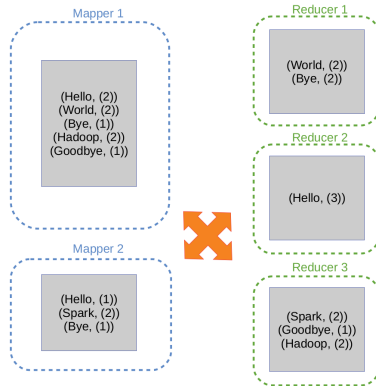 Mapper 1
(Hello, (2))
(World, (2))
(Bye, (1))
(Hadoop, (2))
(Goodbye, (1))
Mapper 2
(Hello, (1))
(Spark, (2))
(Bye, (1))
Reducer 1
(World, (2))
(Bye, (2))
Reducer 2
(Hello, (3))
Reducer 3
(Spark, (2))
(Goodbye, (1))
(Hadoop, (2))